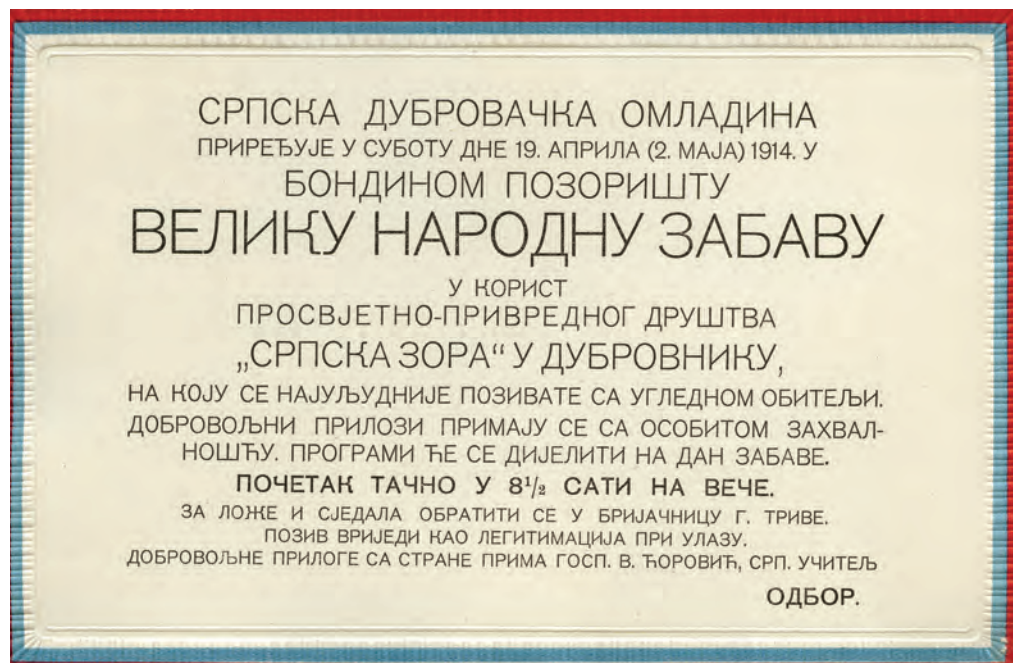 СРПСКА ДУБРОВАЧКА ОМЛАДИНА
ПРИРЕЂУЈЕ У СУБОТУ ДНЕ 19. АПРИЛА (2. МАЈА) 1914. У
БОНДИНОМ ПОЗОРИШТУ
ВЕЛИКУ НАРОДНУ ЗАБАВУ
У КОРИСТ
ПРОСВЈЕТНО-ПРИВРЕДНОГ ДРУШТВА
„СРПСКА ЗОРА“ У ДУБРОВНИКУ,
НА КОЈУ СЕ НАЈУЉУДНИЈЕ ПОЗИВАТЕ СА УГЛЕДНОМ ОБИТЕЉИ.
ДОБРОВОЉНИ ПРИЛОЗИ ПРИМАЈУ СЕ СА ОСОБИТОМ ЗАХВАЛ-
НОШЋУ. ПРОГРАМИ ЋЕ СЕ ДИЈЕЛИТИ НА ДАН ЗАБАВЕ.
ПОЧЕТАК ТАЧНО У 8½ САТИ НА ВЕЧЕ.
ЗА ЛОЖЕ И СЈЕДАЛА ОБРАТИТИ СЕ У БРИЈАЧНИЦУ Г. ТРИВЕ.
ПОЗИВ ВРИЈЕДИ КАО ЛЕГИТИМАЦИЈА ПРИ УЛАЗУ.
ДОБРОВОЉНЕ ПРИЛОГЕ СА СТРАНЕ ПРИМА ГОСП. В. ЋОРОВИЋ, СРП. УЧИТЕЉ
ОДБОР.